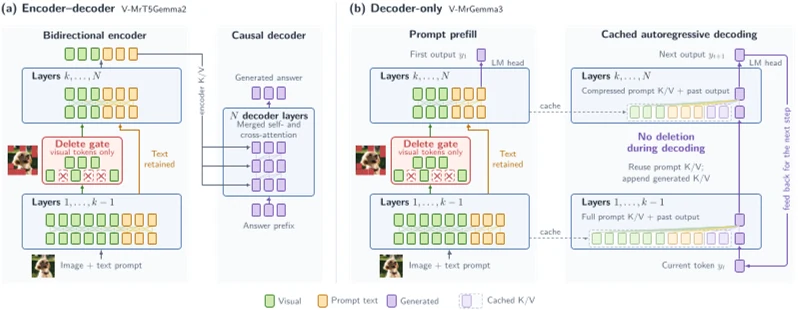 (a) Encoder–decoder V-MrT5Gemma2
Bidirectional encoder
Causal decoder
Layers k, . . . , N
encoder K/V
Generated answer
N decoder layers
Merged self- and
cross-attention
Delete gate
visual tokens only
Text
retained
Layers 1, . . . , k − 1
Answer prefix
Image + text prompt
(b) Decoder-only V-MrGemma3
Prompt prefill
First output y₁
LM head
Layers k, . . . , N
Delete gate
visual tokens only
Text
retained
Layers 1, . . . , k − 1
Image + text prompt
cache
cache
Cached autoregressive decoding
Next output yₜ₊₁
LM head
Layers k, . . . , N
Compressed prompt K/V + past output
No deletion
during decoding
Reuse prompt K/V;
append generated K/V
feed back for the next step
Layers 1, . . . , k − 1
Full prompt K/V + past output
Current token yₜ
Visual
Prompt text
Generated
Cached K/V